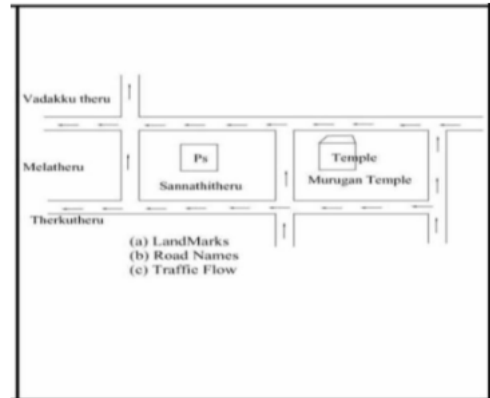 Vadakku theru
Ps
Temple
Melatheru
Sannathitheru
Murugan Temple
Therkutheru
(a) LandMarks
(b) Road Names
(c) Traffic Flow